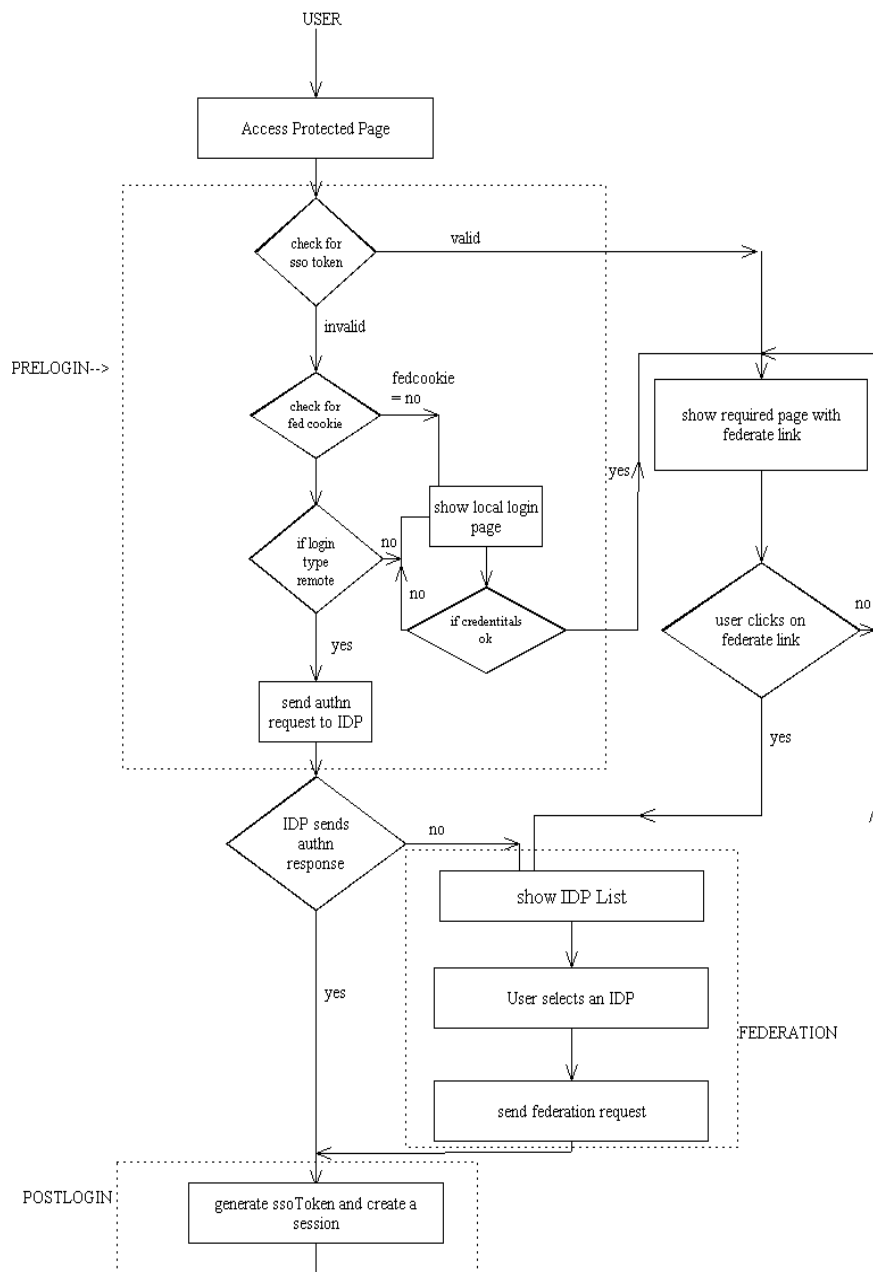 USER
Access Protected Page
check for
sso token
valid
invalid
PRELOGIN-->
fedcookie
= no
check for
fed cookie
show required page with
federate link
yes
show local login
page
if login
type
remote
no
no
if credentitals
ok
user clicks on
federate link
no
yes
send authn
request to IDP
yes
IDP sends
authn
response
no
show IDP List
User selects an IDP
yes
FEDERATION
send federation request
POSTLOGIN
generate ssoToken and create a
session